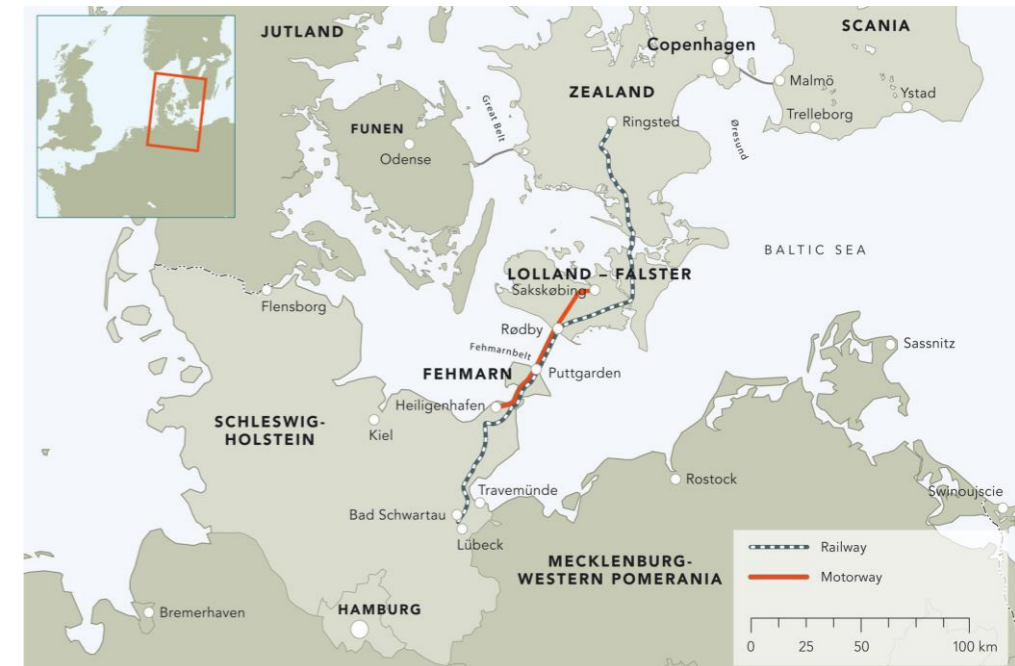 JUTLAND
SCANIA
Copenhagen
Malmö
ZEALAND
Ystad
Great Belt
Trelleborg
Ringsted
FUNEN
Øresund
Odense
BALTIC SEA
LOLLAND – FALSTER
Sakskøbing
Flensborg
Rødby
Sassnitz
Fehmarnbelt
FEHMARN
Puttgarden
Heiligenhafen
SCHLESWIG-
HOLSTEIN
Kiel
Rostock
Travemünde
Swinoujscie
Bad Schwartau
Lübeck
MECKLENBURG-
WESTERN POMERANIA
Railway
Motorway
HAMBURG
Bremerhaven
0 25 50 100 km